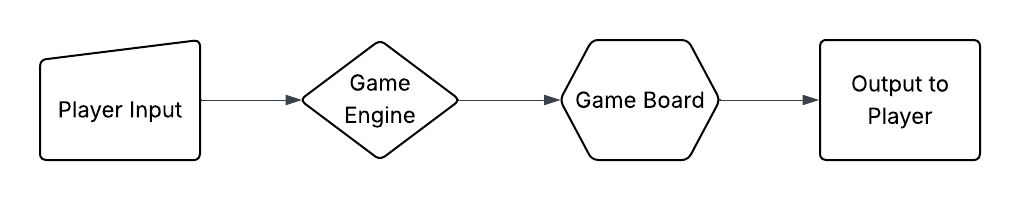 Player Input
Game
Engine
Game Board
Output to
Player